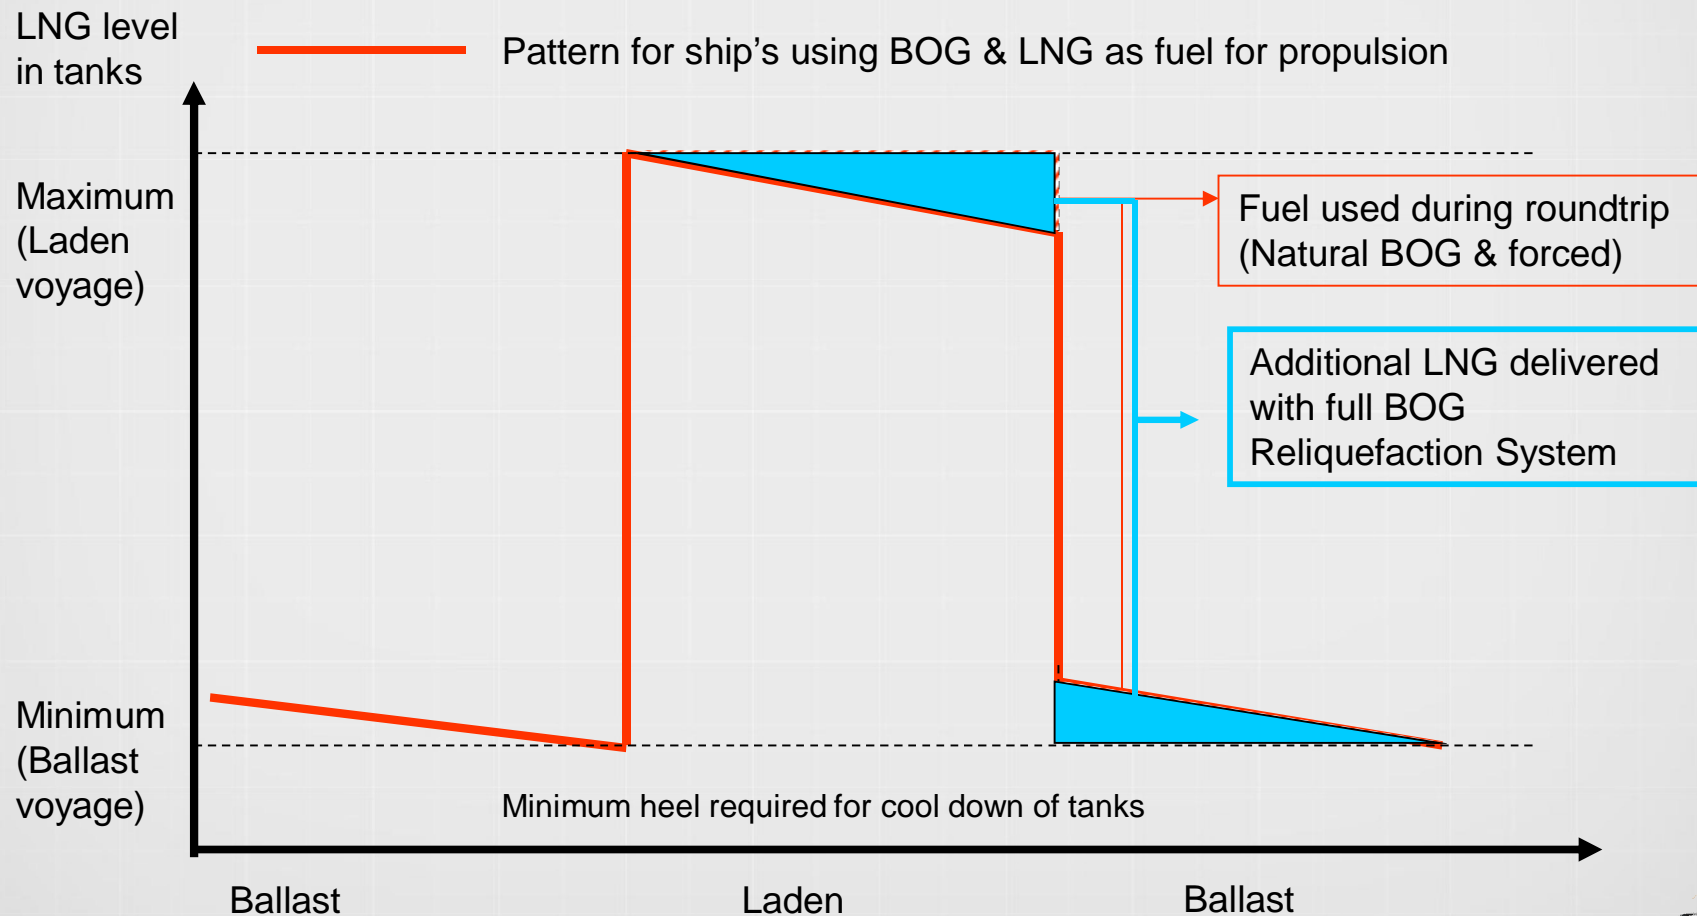 LNG level
in tanks
Pattern for ship’s using BOG & LNG as fuel for propulsion
Maximum
(Laden
voyage)
Fuel used during roundtrip
(Natural BOG & forced)
Additional LNG delivered
with full BOG
Reliquefaction System
Minimum
(Ballast
voyage)
Minimum heel required for cool down of tanks
Ballast
Laden
Ballast